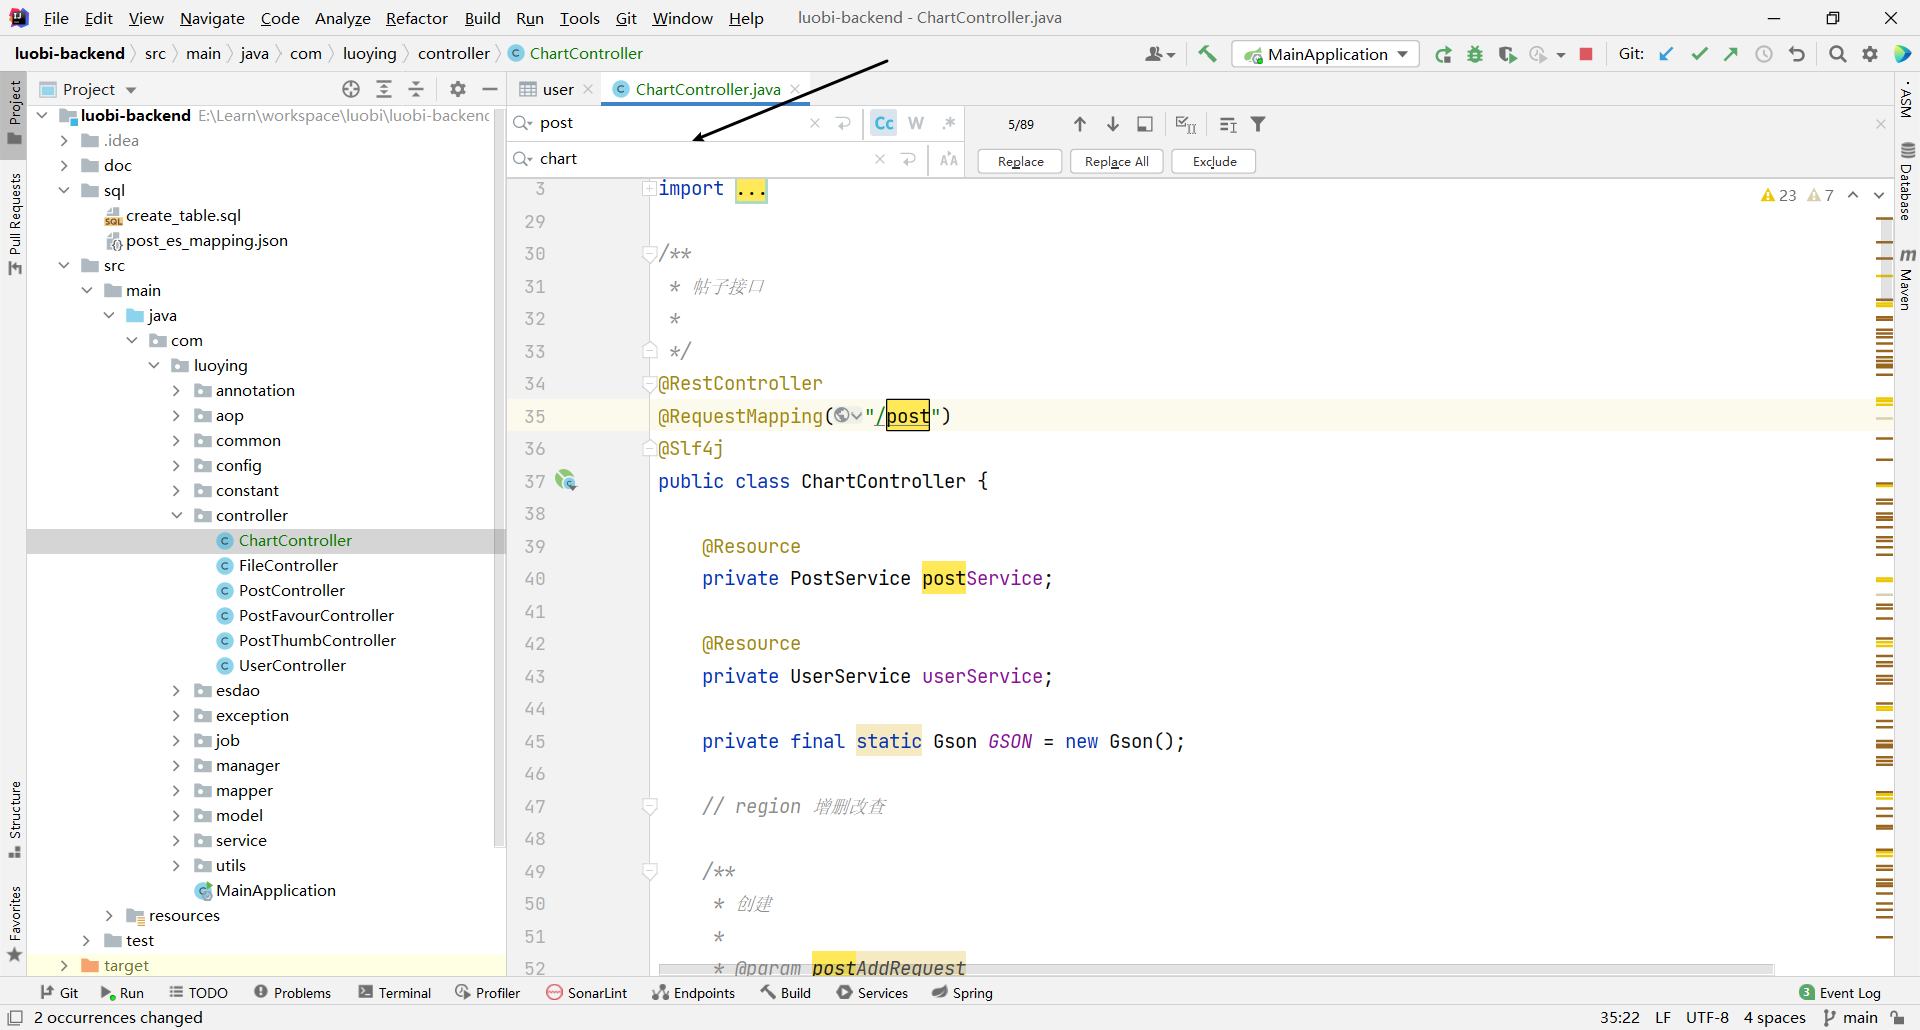 File Edit View Navigate Code Analyze Refactor Build Run Tools Git Window Help luobi-backend - ChartController.java
luobi-backend src main java com luoying controller ChartController MainApplication Git:
Project user ChartController.java
luobi-backend E:\Learn\workspace\luobi\luobi-backend
.idea
doc
sql
create_table.sql
post_es_mapping.json
src
main
java
com
luoying
annotation
aop
common
config
constant
controller
ChartController
FileController
PostController
PostFavourController
PostThumbController
UserController
esdao
exception
job
manager
mapper
model
service
utils
MainApplication
resources
test
target
Project
Pull Requests
Structure
Favorites
post Cc W .* 5/89
chart Replace Replace All Exclude
23 7
3 import ...
29
30 /**
31 * 帖子接口
32 *
33 */
34 @RestController
35 @RequestMapping("/post")
36 @Slf4j
37 public class ChartController {
38
39 @Resource
40 private PostService postService;
41
42 @Resource
43 private UserService userService;
44
45 private final static Gson GSON = new Gson();
46
47 // region 增删改查
48
49 /**
50 * 创建
51 *
52 * @param postAddRequest
ASM
Database
Maven
Git Run TODO Problems Terminal Profiler SonarLint Endpoints Build Services Spring 3 Event Log
2 occurrences changed 35:22 LF UTF-8 4 spaces main